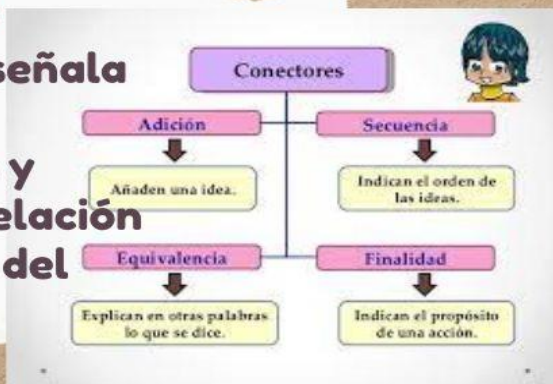 señala
y
elación
del
Conectores
Adición
Secuencia
Añaden una idea.
Indican el orden de
las ideas.
Equivalencia
Finalidad
Explican en otras palabras
lo que se dice.
Indican el propósito
de una acción.